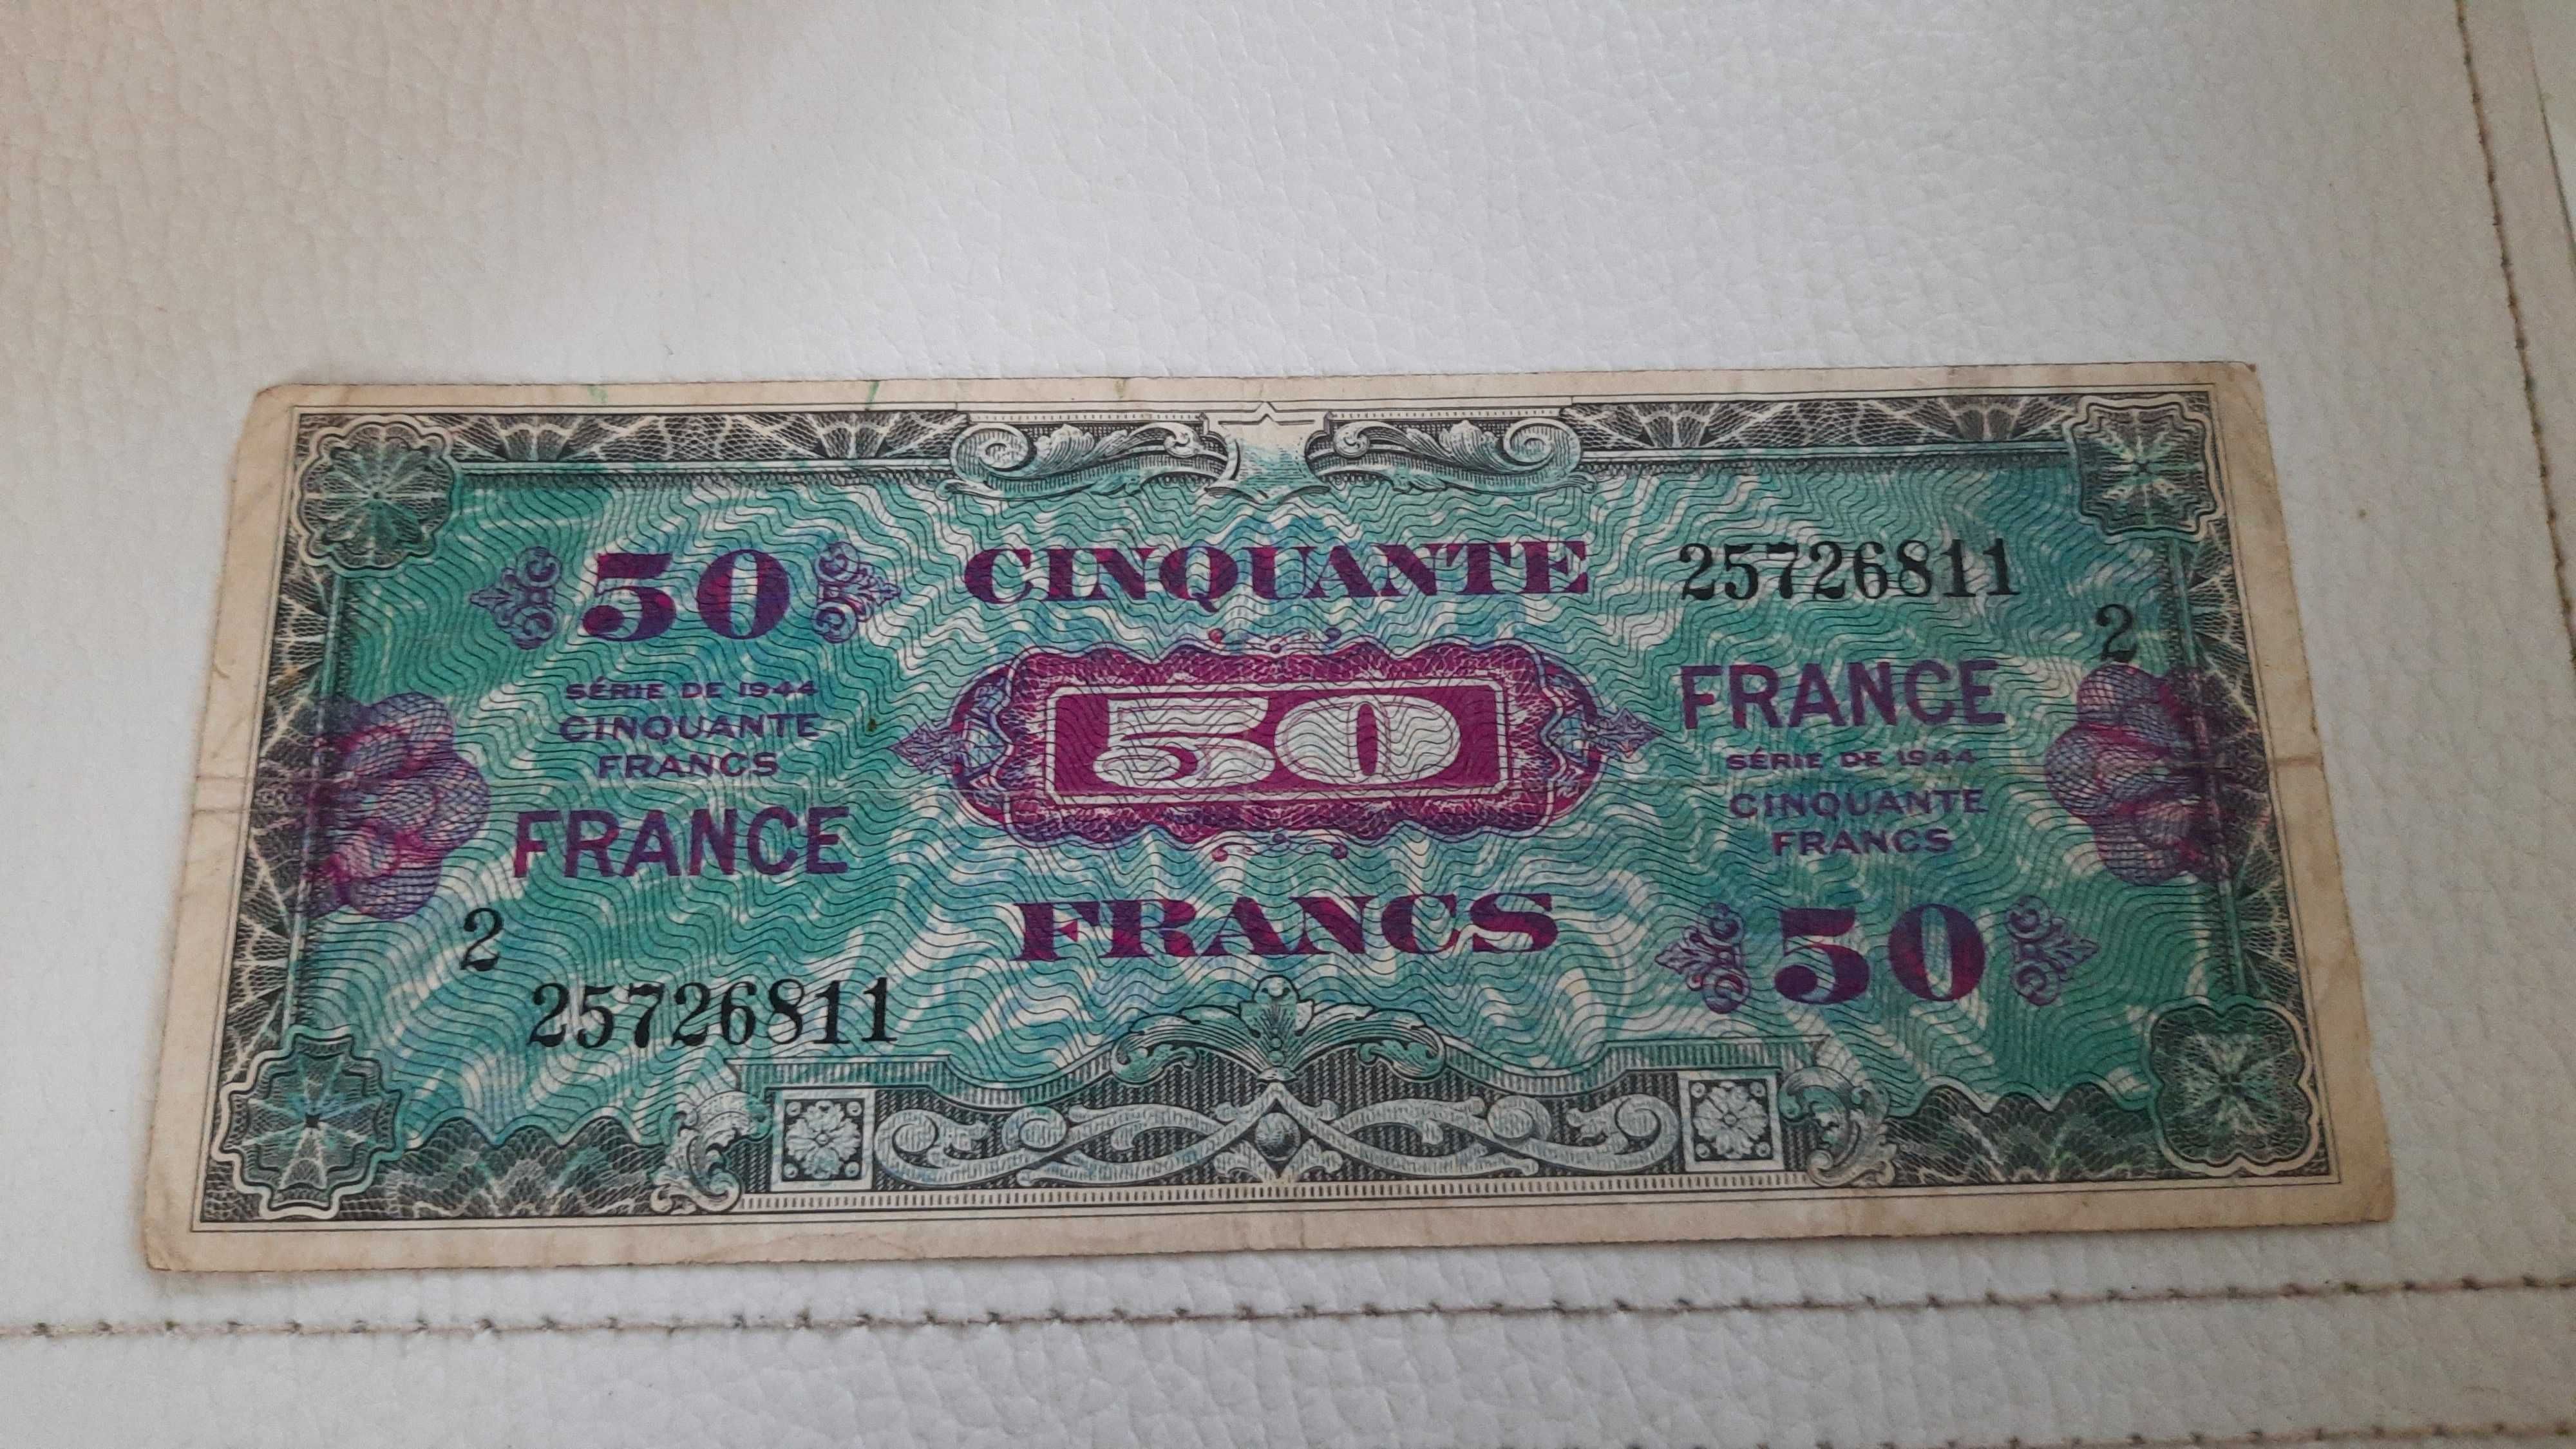 50 CINQUANTE 25726811
2
SÉRIE DE 1944
CINQUANTE
FRANCS
FRANCE
2
25726811
50
FRANCS
FRANCE
SÉRIE DE 1944
CINQUANTE
FRANCS
50